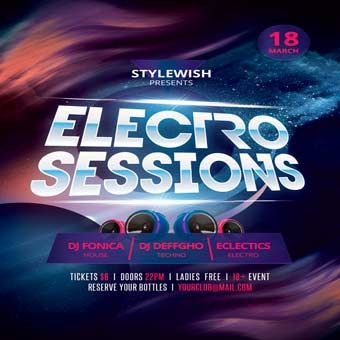 18
MARCH
STYLEWISH
PRESENTS
ELECTRO
SESSIONS
DJ FONICA | DJ DEFFGHO | ECLECTICS
HOUSE TECHNO ELECTRO
TICKETS $6 I DOORS 22PM I LADIES FREE I 18+ EVENT
RESERVE YOUR BOTTLES I YOURCLUB@MAIL.COM